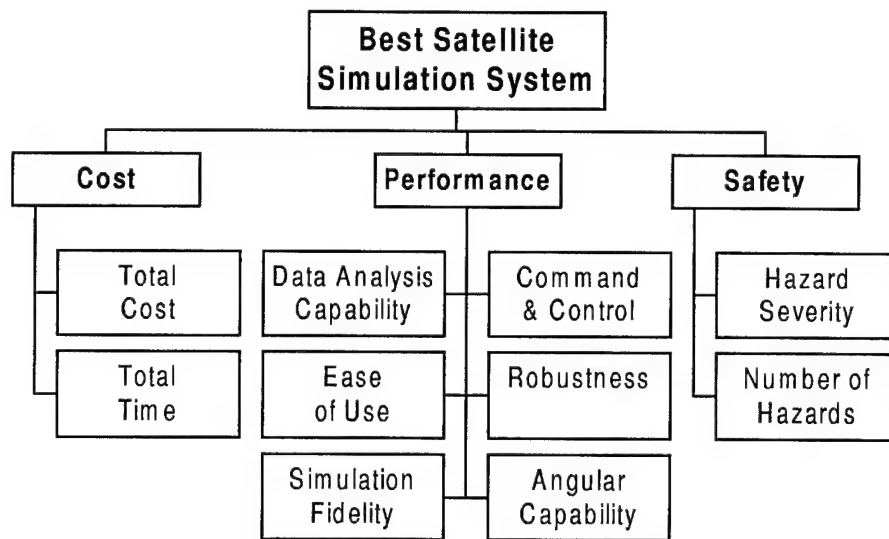 Best Satellite
Simulation System
Cost
Performance
Safety
Total
Cost
Total
Time
Data Analysis
Capability
Command
& Control
Ease
of Use
Robustness
Simulation
Fidelity
Angular
Capability
Hazard
Severity
Number of
Hazards